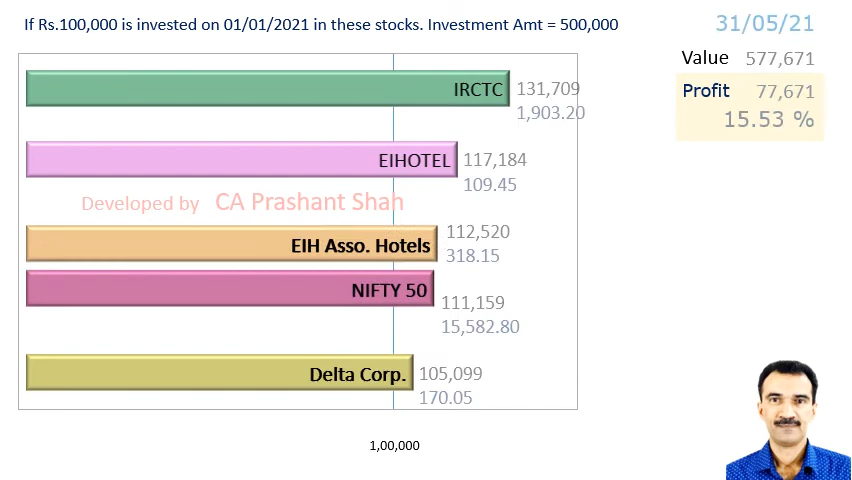 If Rs.100,000 is invested on 01/01/2021 in these stocks. Investment Amt = 500,000
31/05/21
Value 577,671
Profit 77,671
15.53 %
IRCTC 131,709
1,903.20
EIHOTEL 117,184
109.45
Developed by CA Prashant Shah
EIH Asso. Hotels 112,520
318.15
NIFTY 50 111,159
15,582.80
Delta Corp. 105,099
170.05
1,00,000